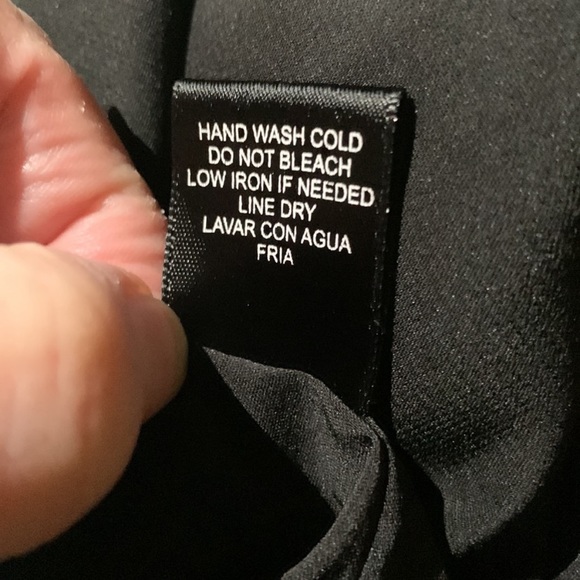 HAND WASH COLD
DO NOT BLEACH
LOW IRON IF NEEDED
LINE DRY
LAVAR CON AGUA
FRIA